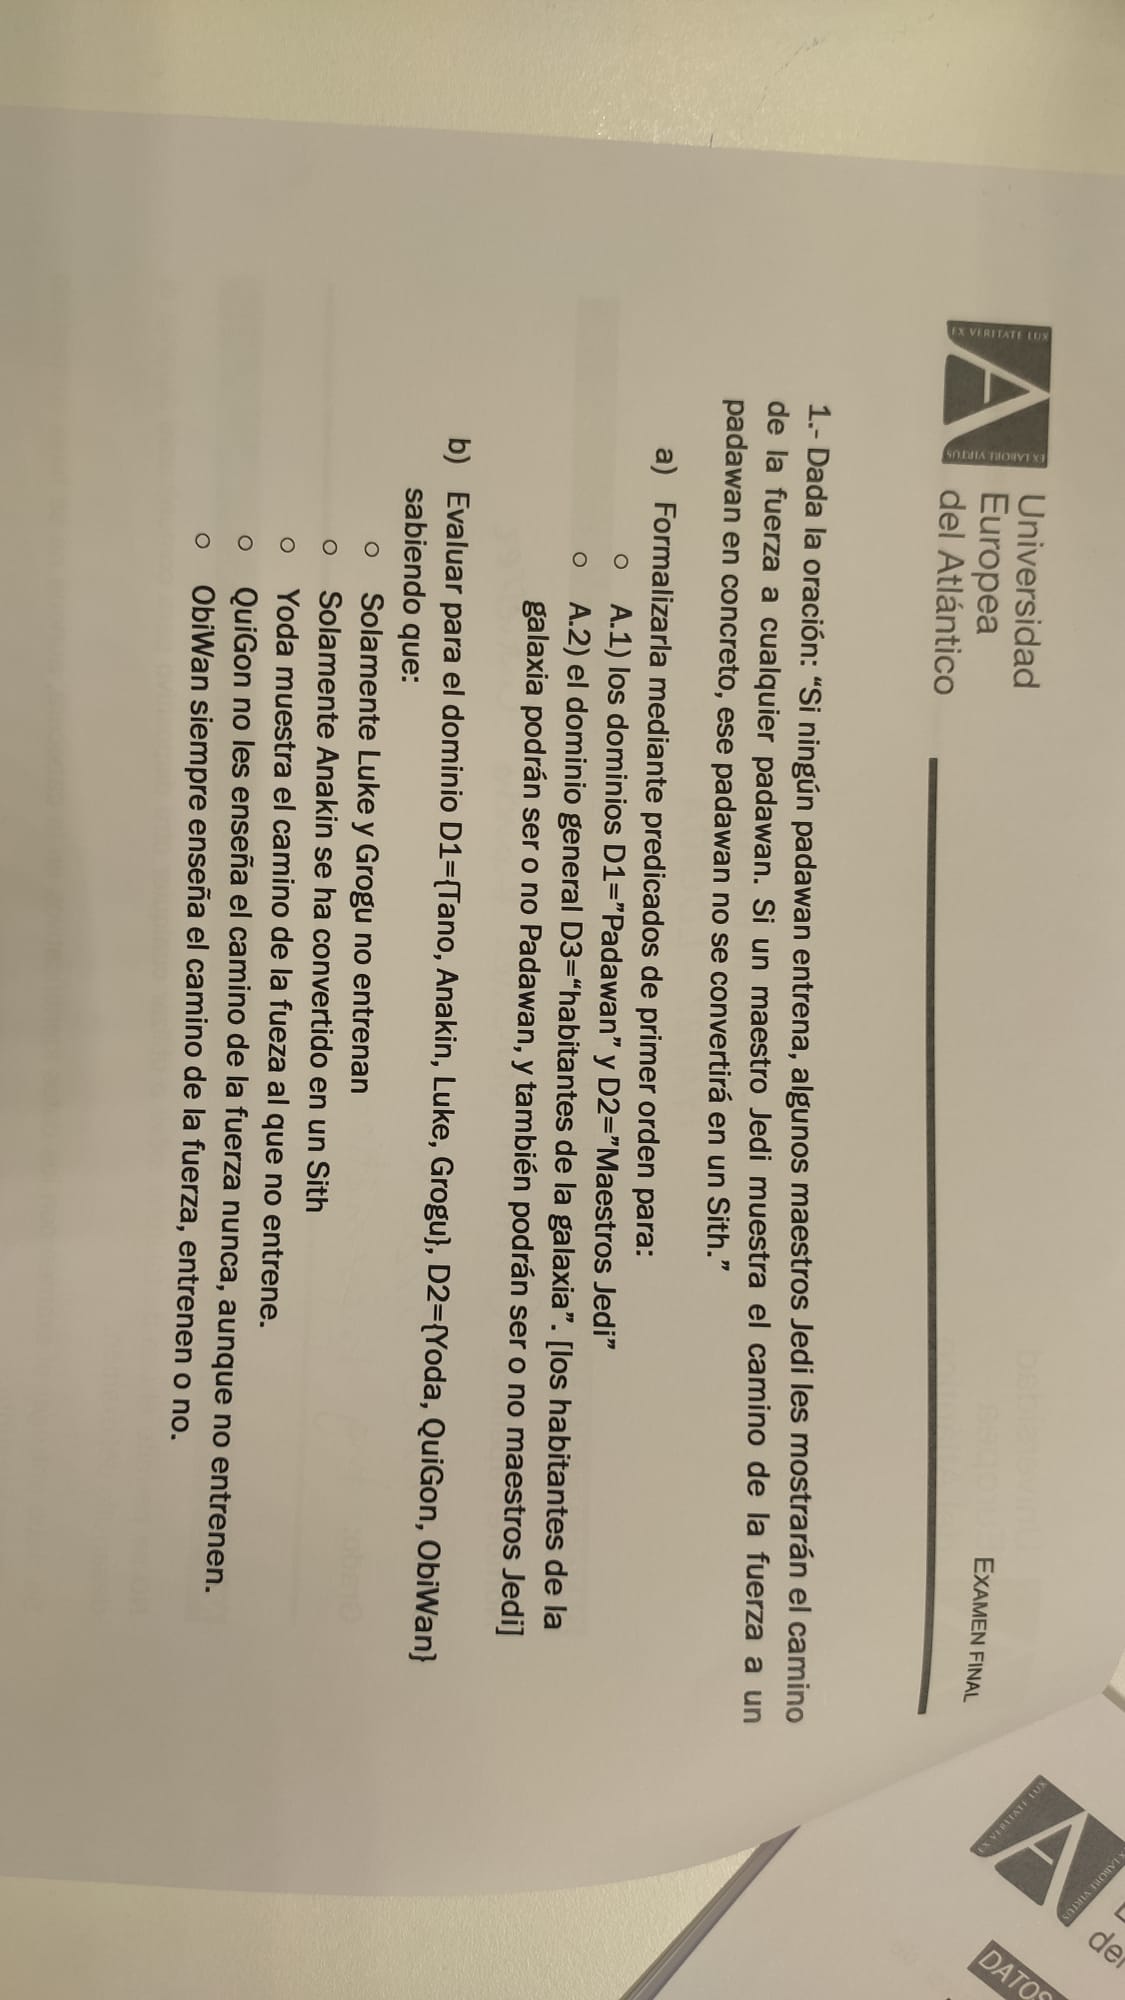 EX VERITATE LUX
EX LABORE VIRTUS
Universidad
Europea
del Atlántico
EXAMEN FINAL
1.- Dada la oración: “Si ningún padawan entrena, algunos maestros Jedi les mostrarán el camino
de la fuerza a cualquier padawan. Si un maestro Jedi muestra el camino de la fuerza a un
padawan en concreto, ese padawan no se convertirá en un Sith.”
a) Formalizarla mediante predicados de primer orden para:
○ A.1) los dominios D1=”Padawan” y D2=”Maestros Jedi”
○ A.2) el dominio general D3=“habitantes de la galaxia”. [los habitantes de la
galaxia podrán ser o no Padawan, y también podrán ser o no maestros Jedi]
b) Evaluar para el dominio D1={Tano, Anakin, Luke, Grogu}, D2={Yoda, QuiGon, ObiWan}
sabiendo que:
○ Solamente Luke y Grogu no entrenan
○ Solamente Anakin se ha convertido en un Sith
○ Yoda muestra el camino de la fueza al que no entrene.
○ QuiGon no les enseña el camino de la fuerza nunca, aunque no entrenen.
○ ObiWan siempre enseña el camino de la fuerza, entrenen o no.
EX VERITATE LUX
DATOS